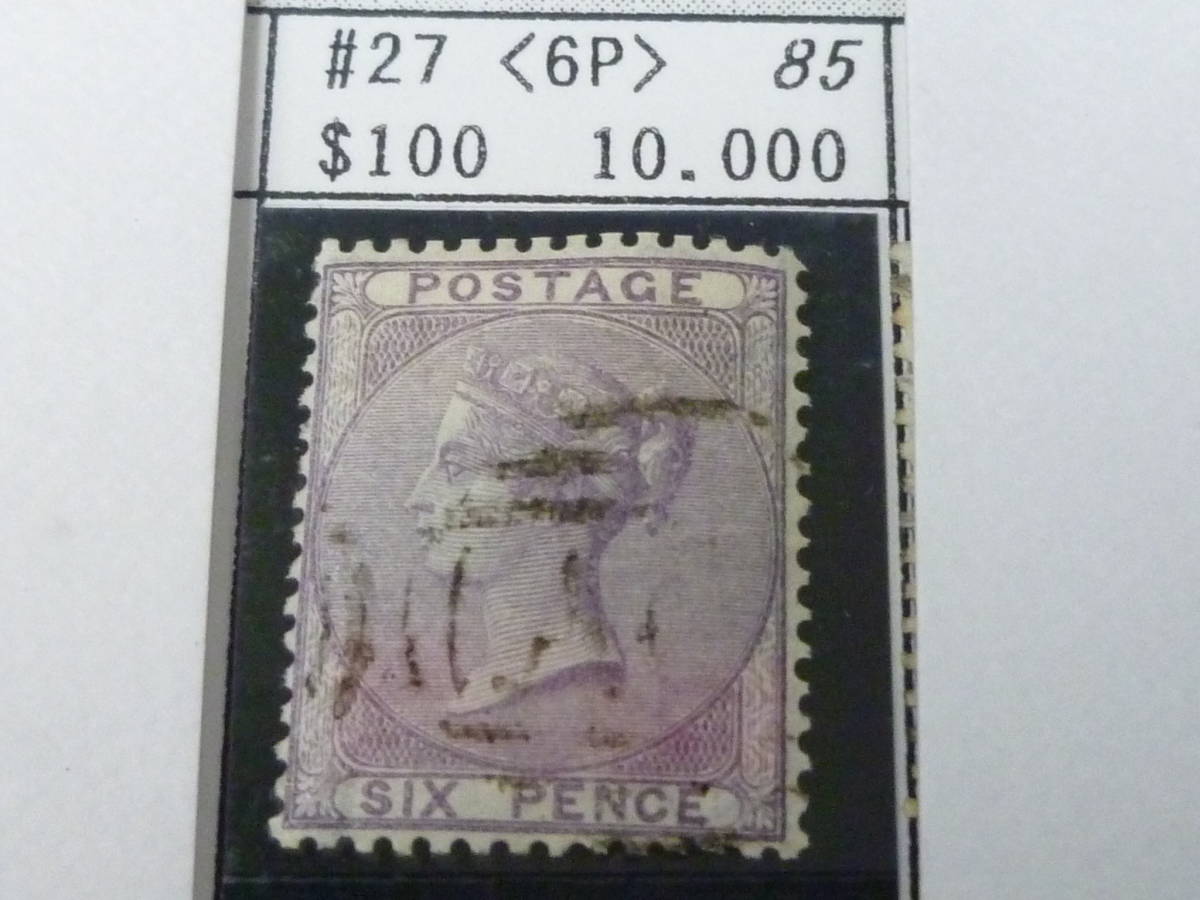 #27 <6P> 85
$100 10.000
POSTAGE
SIX PENCE